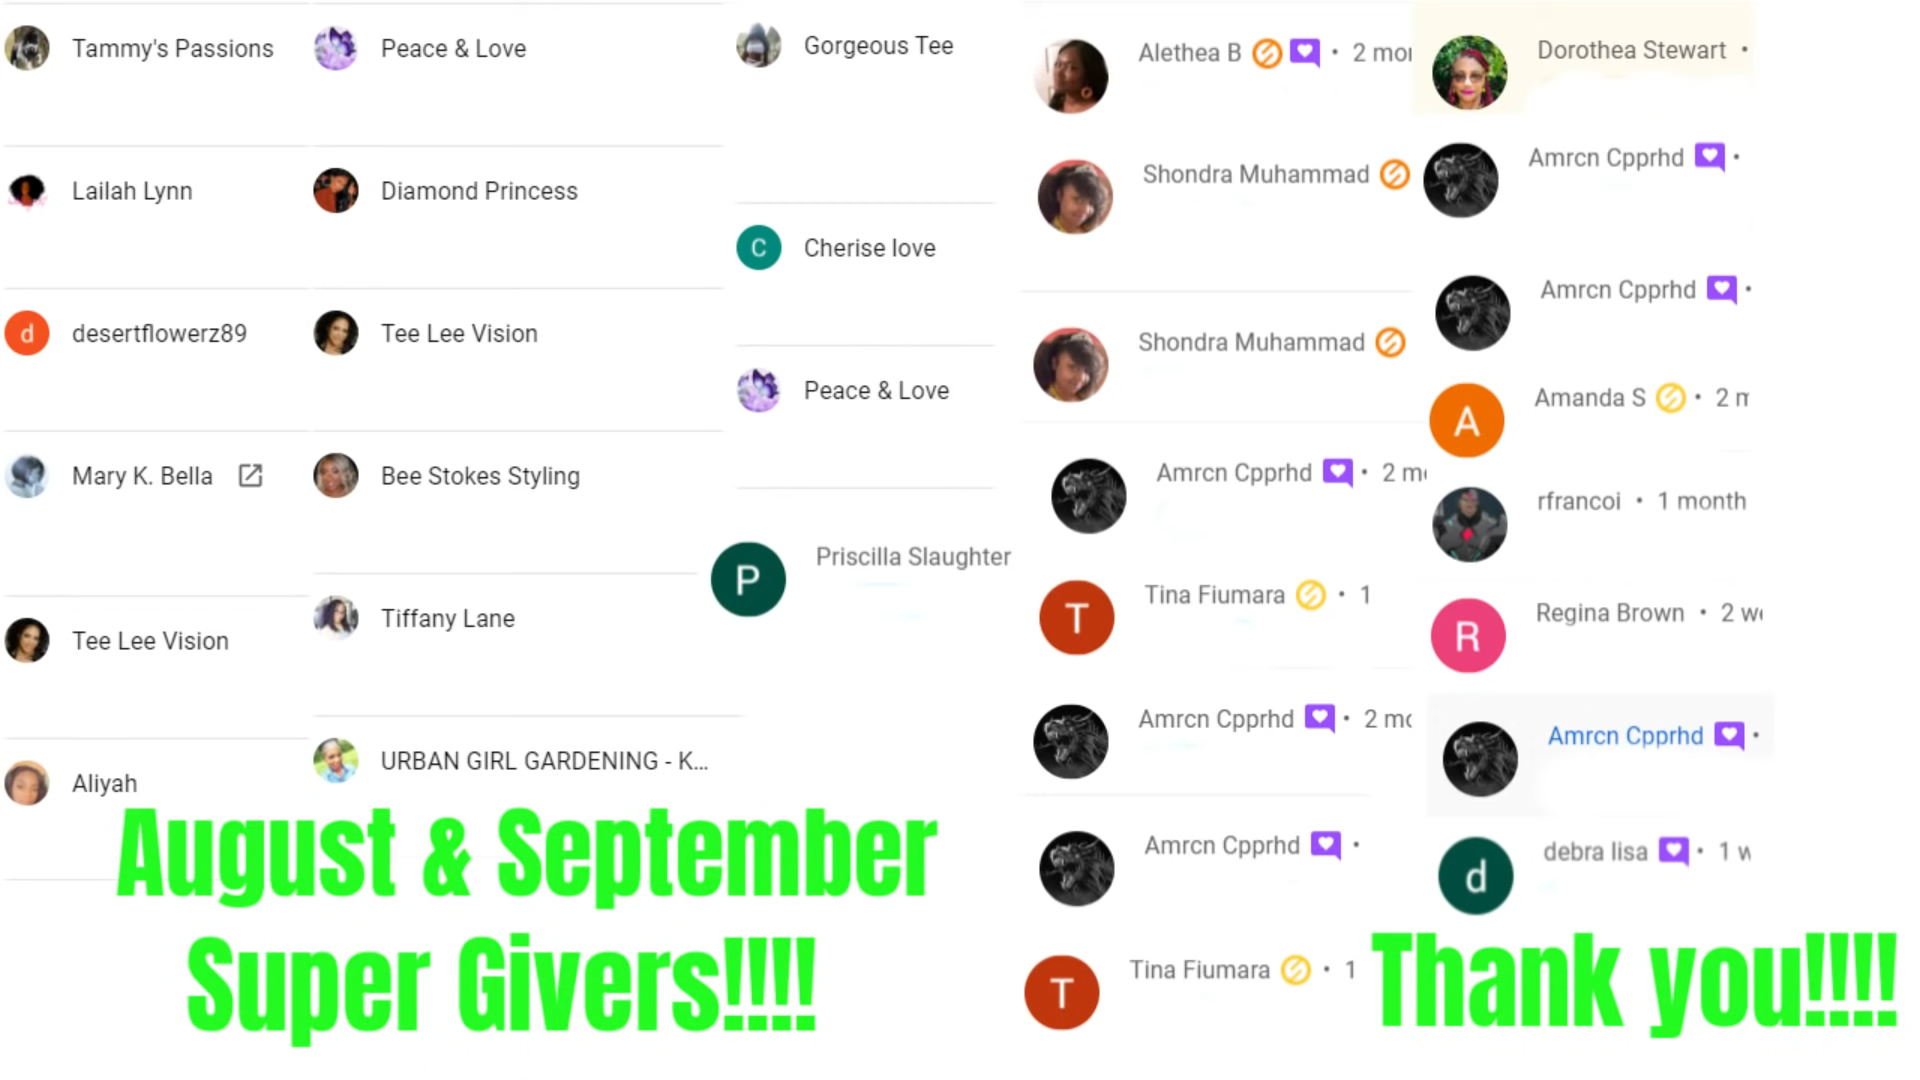 Tammy's Passions
Lailah Lynn
d
desertflowerz89
Mary K. Bella
Tee Lee Vision
Aliyah
Peace & Love
Diamond Princess
Tee Lee Vision
Bee Stokes Styling
Tiffany Lane
URBAN GIRL GARDENING - K...
Gorgeous Tee
C
Cherise love
Peace & Love
P
Priscilla Slaughter
Alethea B • 2 mor
Shondra Muhammad
Shondra Muhammad
Amrcn Cpprhd • 2 m
T
Tina Fiumara • 1
Amrcn Cpprhd • 2 mo
Amrcn Cpprhd •
T
Tina Fiumara • 1
Dorothea Stewart •
Amrcn Cpprhd •
Amrcn Cpprhd •
A
Amanda S • 2 m
rfrancoi • 1 month
R
Regina Brown • 2 w
Amrcn Cpprhd •
d
debra lisa • 1 w
August & September
Super Givers!!!!
Thank you!!!!